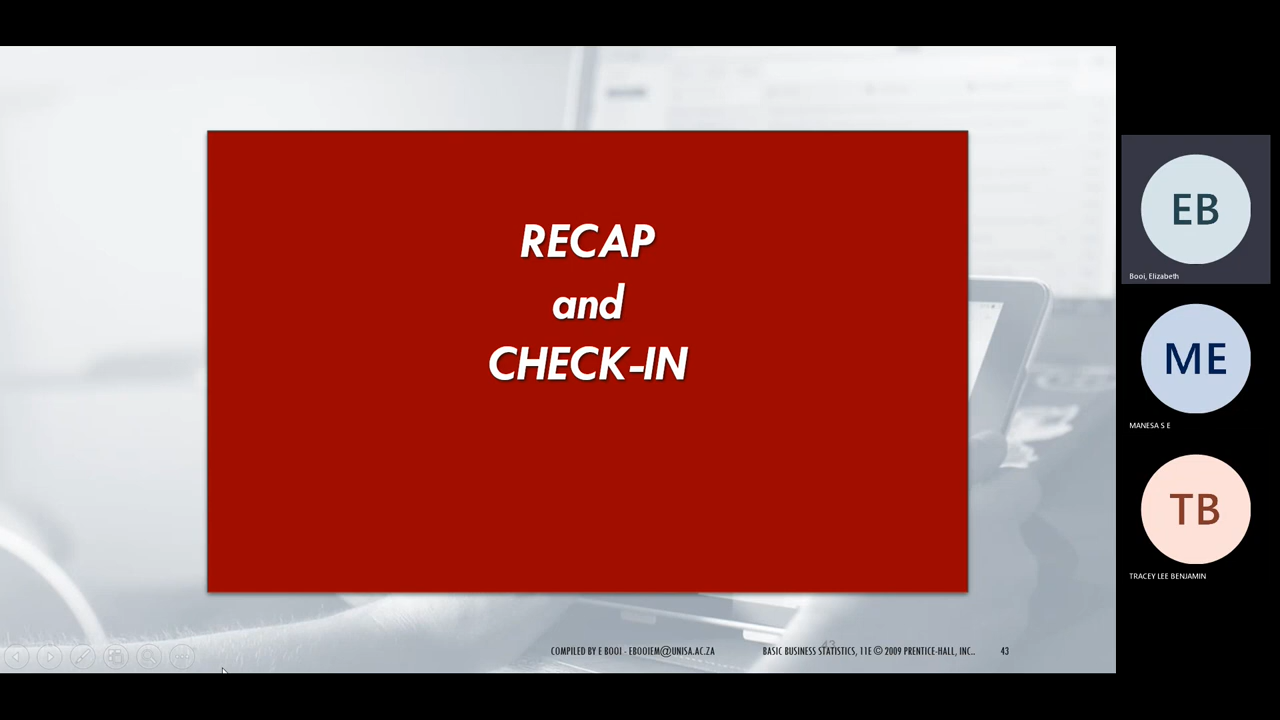 RECAP
and
CHECK-IN
COMPILED BY E BOOI - EBOOIEM@UNISA.AC.ZA
BASIC BUSINESS STATISTICS, 11E © 2009 PRENTICE-HALL, INC..
43
43
EB
Booi, Elizabeth
ME
MANESA S E
TB
TRACEY LEE BENJAMIN